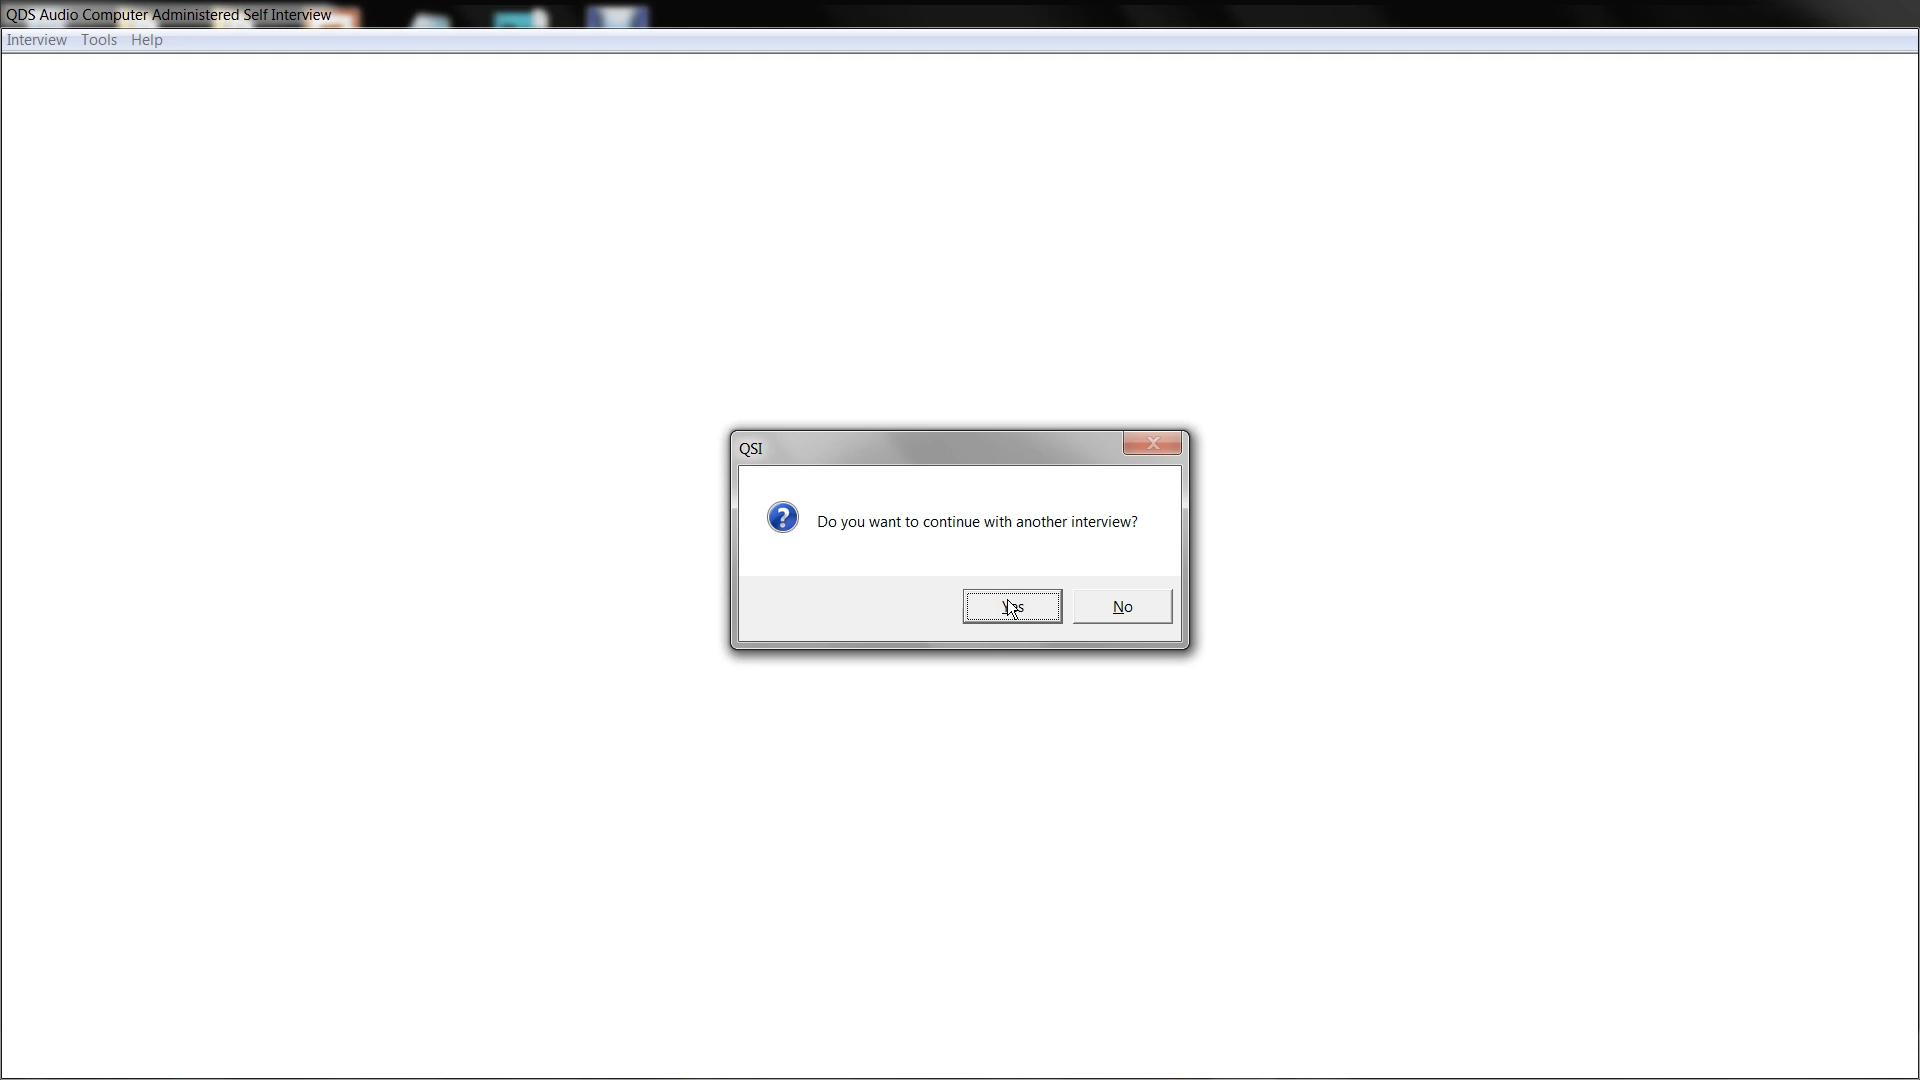 QDS Audio Computer Administered Self Interview
Interview Tools Help
QSI
Do you want to continue with another interview?
Yes No